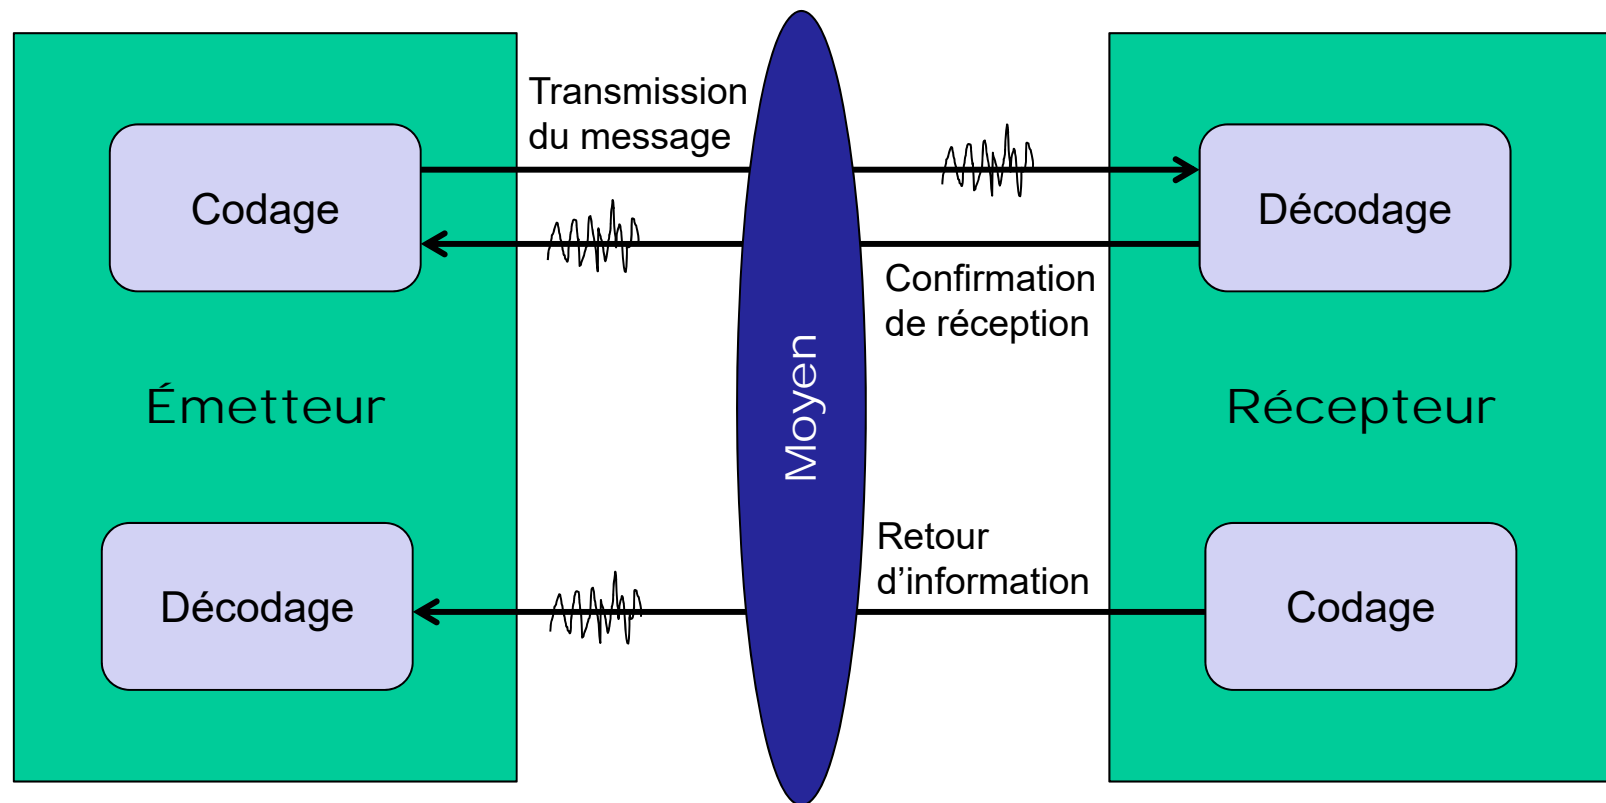 Transmission
du message
Codage
Décodage
Confirmation
de réception
Moyen
Émetteur
Récepteur
Retour
d’information
Décodage
Codage